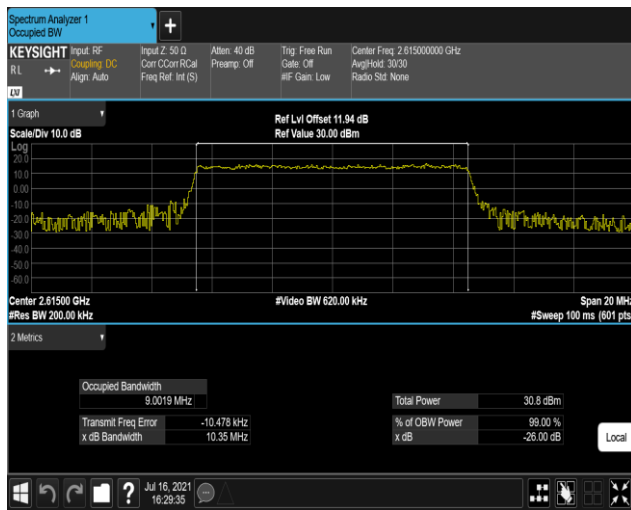 Spectrum Analyzer 1
Occupied BW
KEYSIGHT Input: RF Input Z: 50 Ω Atten: 40 dB Trig: Free Run Center Freq: 2.615000000 GHz
RL Coupling: DC Corr CCorr RCal Preamp: Off Gate: Off Avg|Hold: 30/30
Align: Auto Freq Ref: Int (S) #IF Gain: Low Radio Std: None
LXI
1 Graph Ref Lvl Offset 11.94 dB
Scale/Div 10.0 dB Ref Value 30.00 dBm
Log
20.0
10.0
0.00
-10.0
-20.0
-30.0
-40.0
-50.0
-60.0
Center 2.61500 GHz #Video BW 620.00 kHz Span 20 MHz
#Res BW 200.00 kHz #Sweep 100 ms (601 pts
2 Metrics
Occupied Bandwidth
9.0019 MHz Total Power 30.8 dBm
Transmit Freq Error -10.478 kHz % of OBW Power 99.00 %
x dB Bandwidth 10.35 MHz x dB -26.00 dB
Local
? Jul 16, 2021
16:29:35